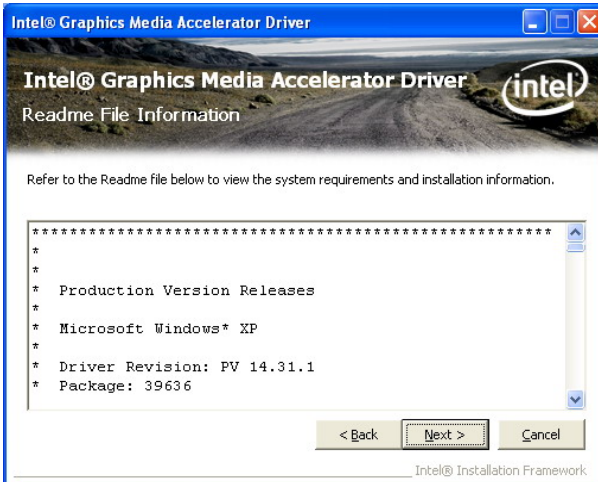 Intel® Graphics Media Accelerator Driver
Intel® Graphics Media Accelerator Driver
Readme File Information
intel
Refer to the Readme file below to view the system requirements and installation information.
*******************************************************
*
*
* Production Version Releases
*
* Microsoft Windows* XP
*
* Driver Revision: PV 14.31.1
* Package: 39636
< Back Next > Cancel
Intel® Installation Framework